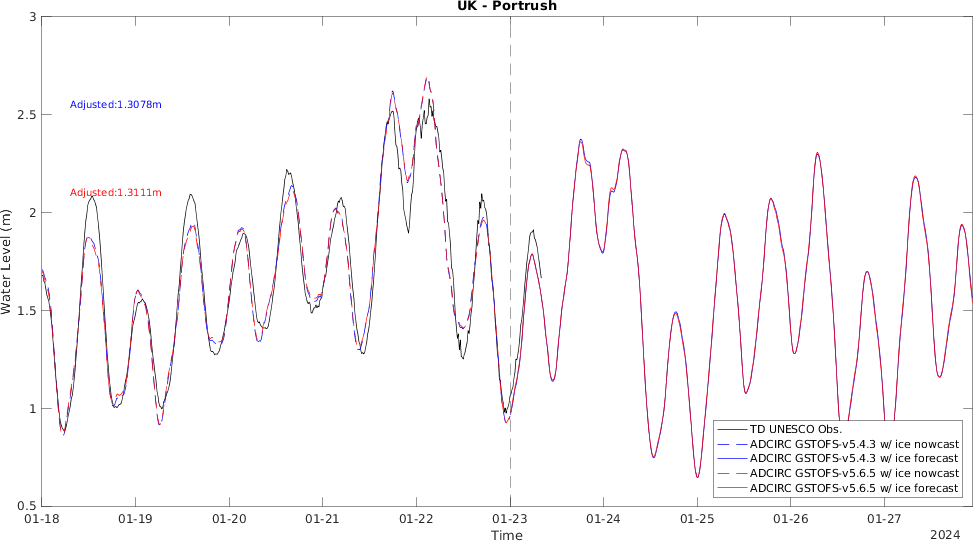 UK - Portrush
3
2.5
2
1.5
1
0.5
Water Level (m)
Adjusted:1.3078m
Adjusted:1.3111m
TD UNESCO Obs.
ADCIRC GSTOFS-v5.4.3 w/ ice nowcast
ADCIRC GSTOFS-v5.4.3 w/ ice forecast
ADCIRC GSTOFS-v5.6.5 w/ ice nowcast
ADCIRC GSTOFS-v5.6.5 w/ ice forecast
01-18 01-19 01-20 01-21 01-22 01-23 01-24 01-25 01-26 01-27
Time
2024